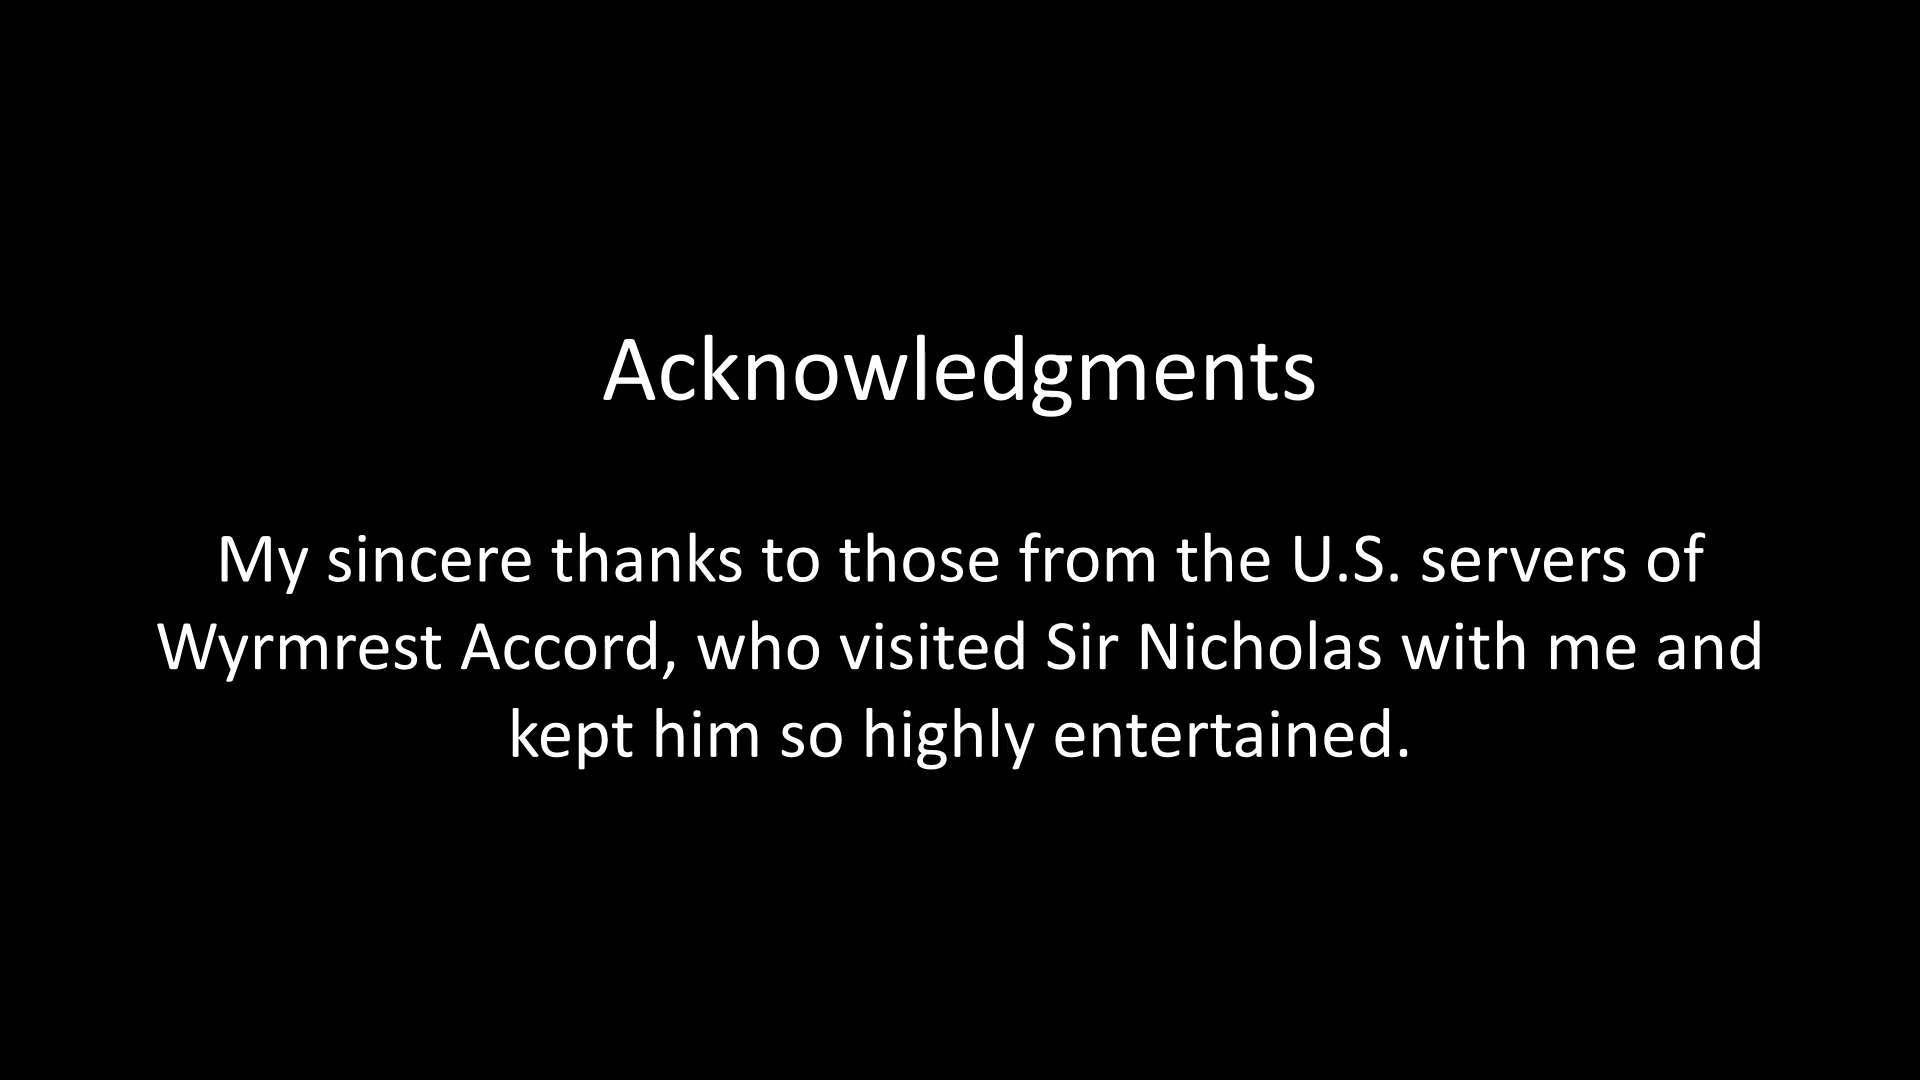 Acknowledgments
My sincere thanks to those from the U.S. servers of
Wyrmrest Accord, who visited Sir Nicholas with me and
kept him so highly entertained.